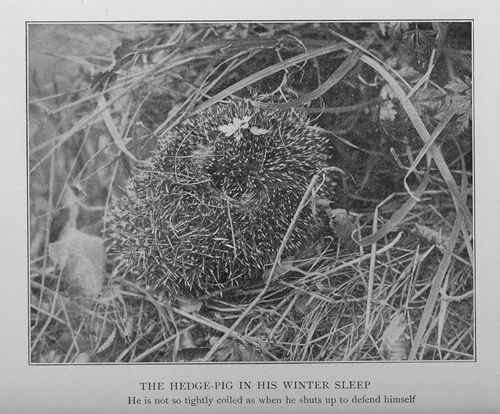 THE HEDGE-PIG IN HIS WINTER SLEEP
He is not so tightly coiled as when he shuts up to defend himself